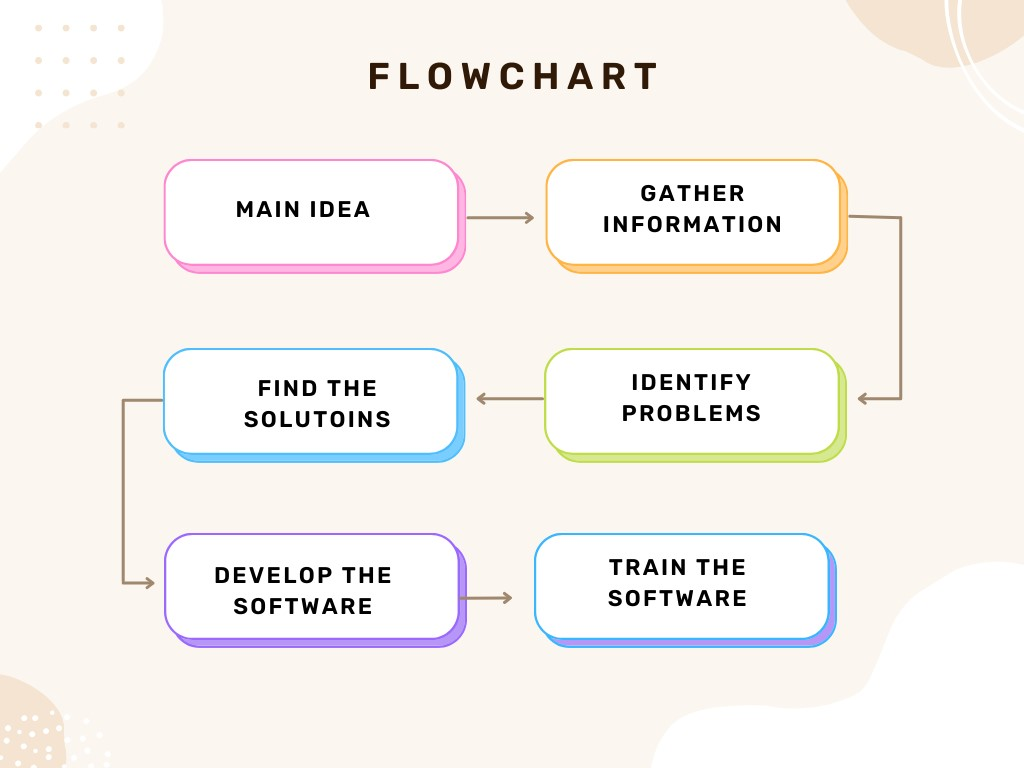 FLOWCHART
MAIN IDEA
GATHER
INFORMATION
IDENTIFY
PROBLEMS
FIND THE
SOLUTOINS
DEVELOP THE
SOFTWARE
TRAIN THE
SOFTWARE